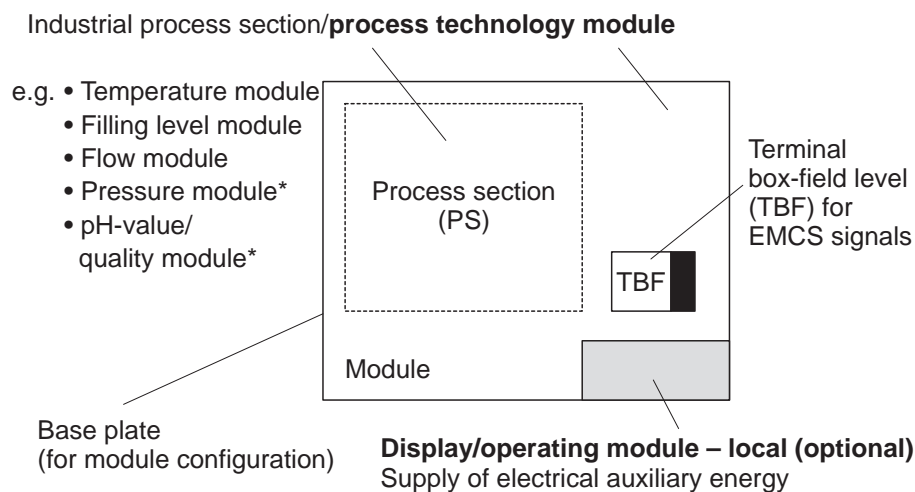 Industrial process section/process technology module
e.g. • Temperature module
• Filling level module
• Flow module
• Pressure module*
• pH-value/
quality module*
Process section
(PS)
Terminal
box-field level
(TBF) for
EMCS signals
TBF
Module
Base plate
(for module configuration)
Display/operating module – local (optional)
Supply of electrical auxiliary energy